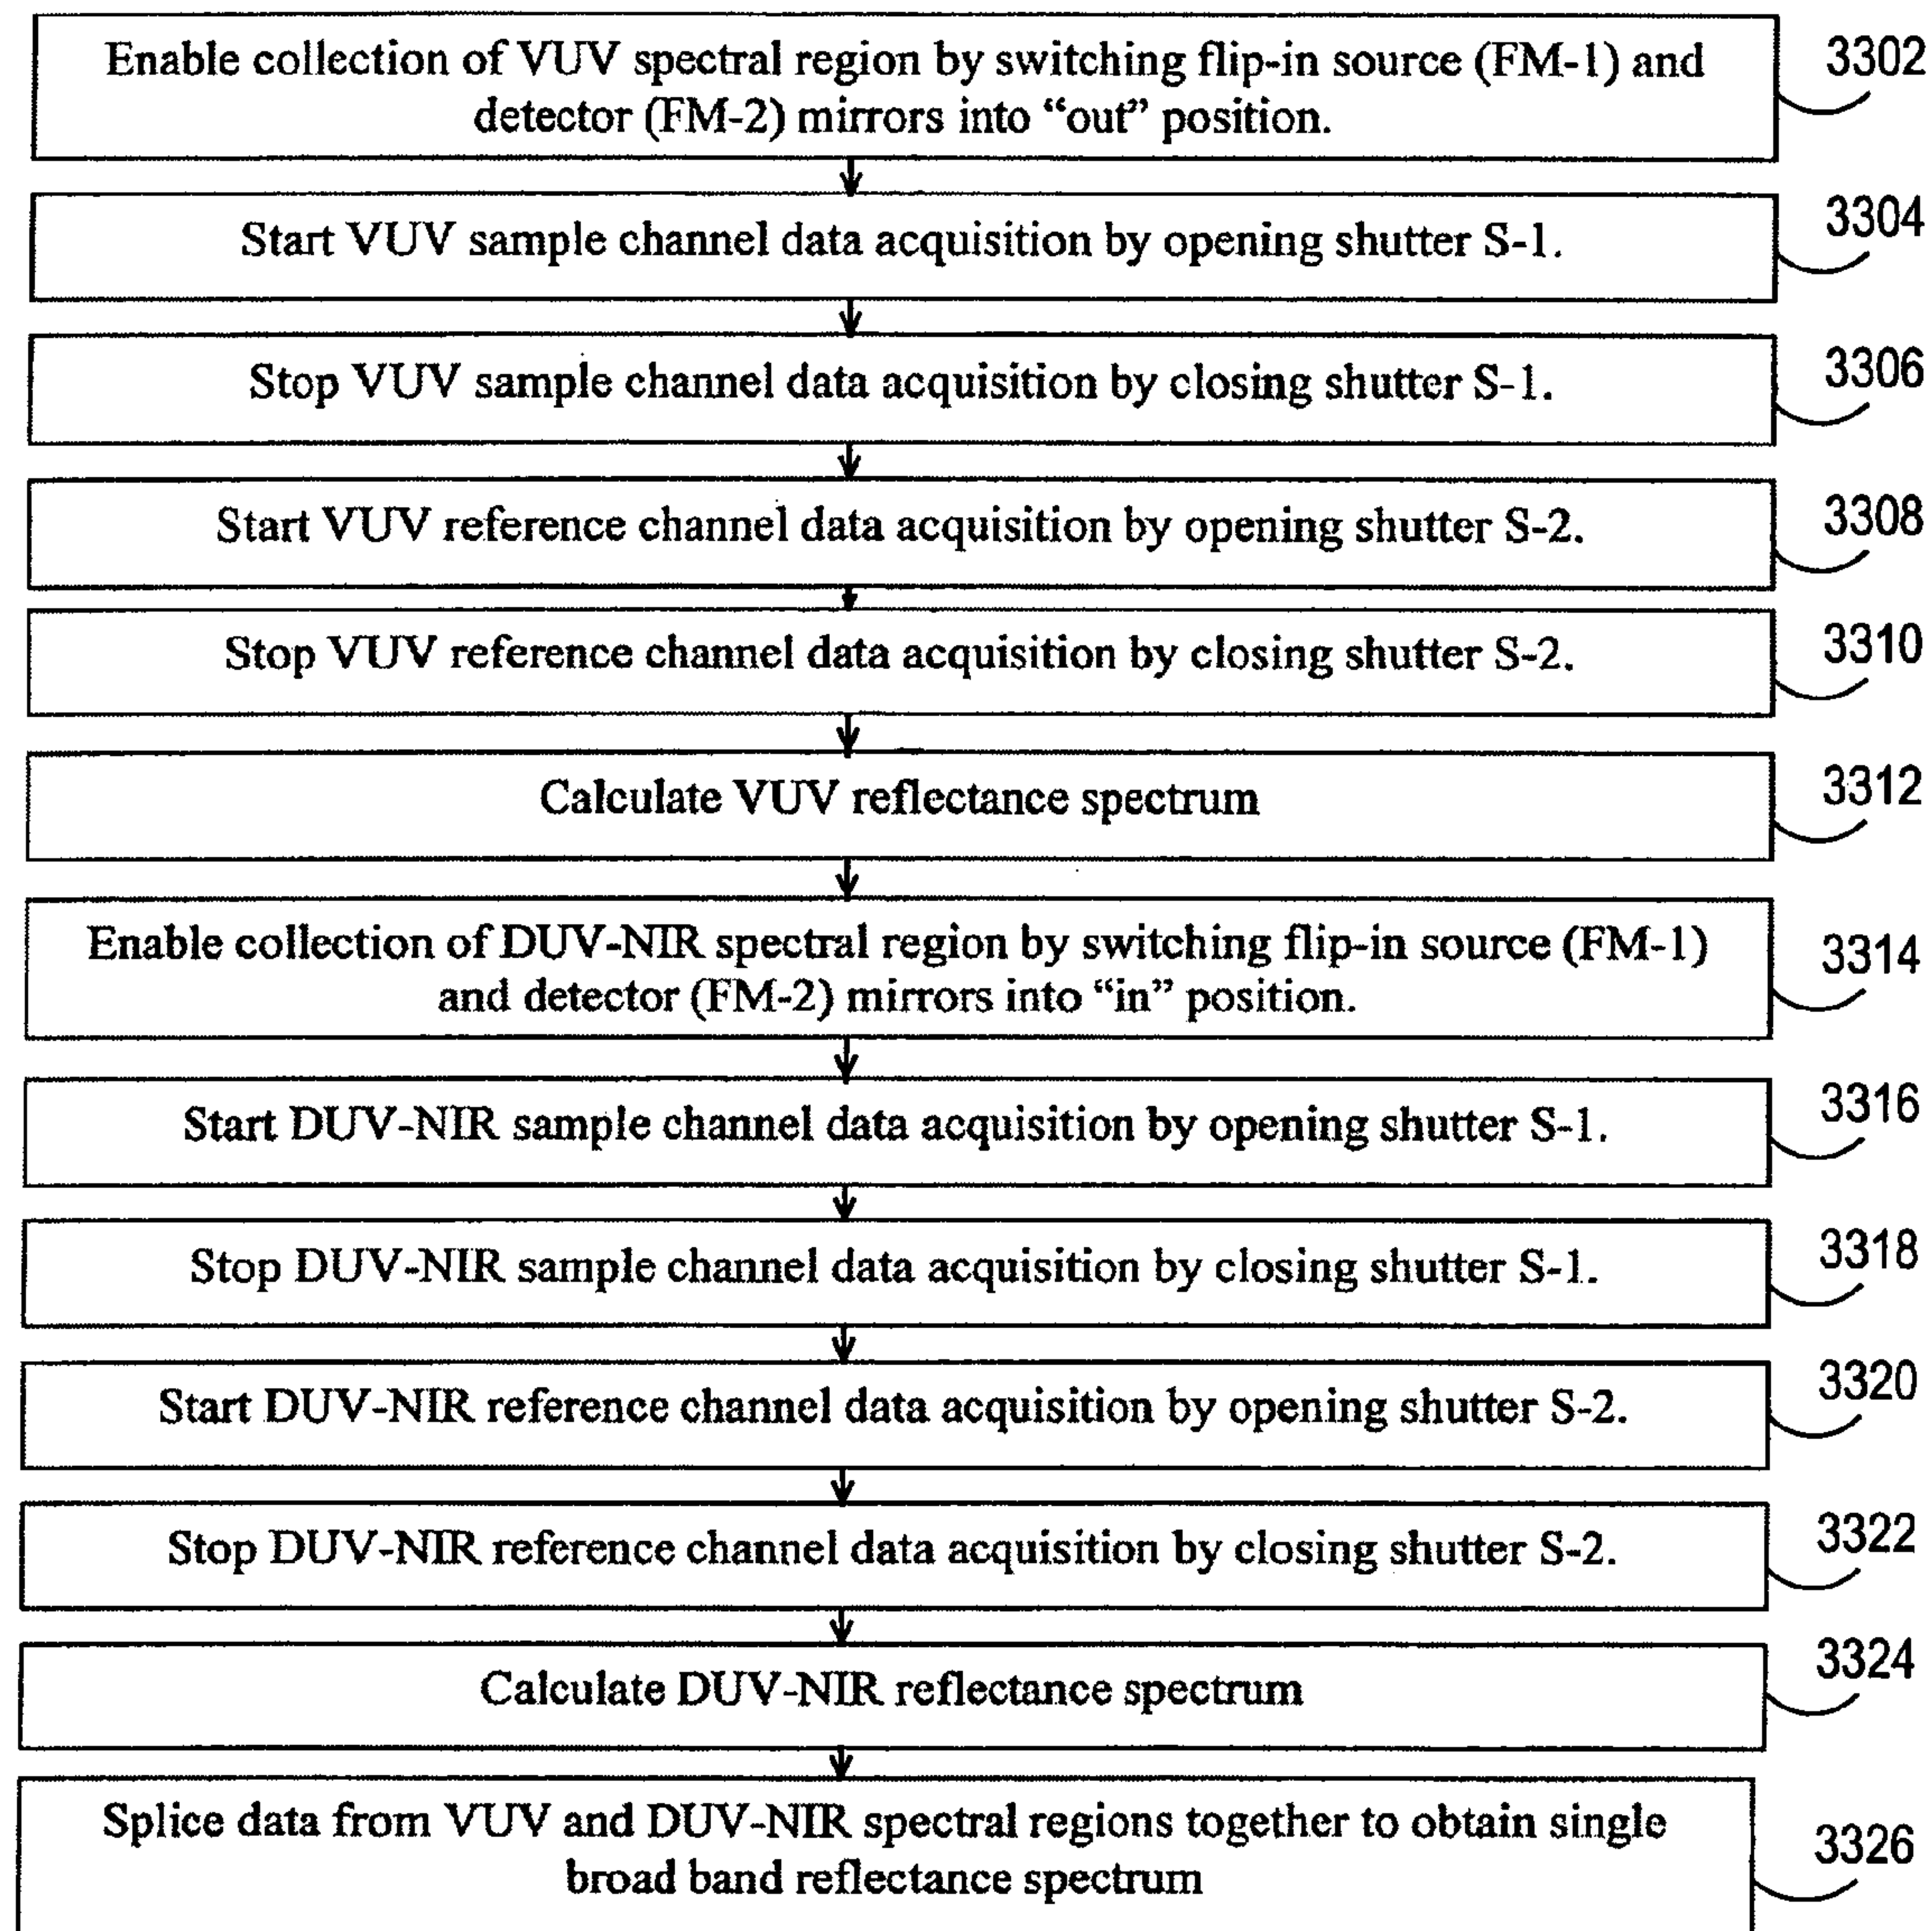 Enable collection of VUV spectral region by switching flip-in source (FM-1) and
detector (FM-2) mirrors into “out” position.
3302
Start VUV sample channel data acquisition by opening shutter S-1.
3304
Stop VUV sample channel data acquisition by closing shutter S-1.
3306
Start VUV reference channel data acquisition by opening shutter S-2.
3308
Stop VUV reference channel data acquisition by closing shutter S-2.
3310
Calculate VUV reflectance spectrum
3312
Enable collection of DUV-NIR spectral region by switching flip-in source (FM-1)
and detector (FM-2) mirrors into “in” position.
3314
Start DUV-NIR sample channel data acquisition by opening shutter S-1.
3316
Stop DUV-NIR sample channel data acquisition by closing shutter S-1.
3318
Start DUV-NIR reference channel data acquisition by opening shutter S-2.
3320
Stop DUV-NIR reference channel data acquisition by closing shutter S-2.
3322
Calculate DUV-NIR reflectance spectrum
3324
Splice data from VUV and DUV-NIR spectral regions together to obtain single
broad band reflectance spectrum
3326